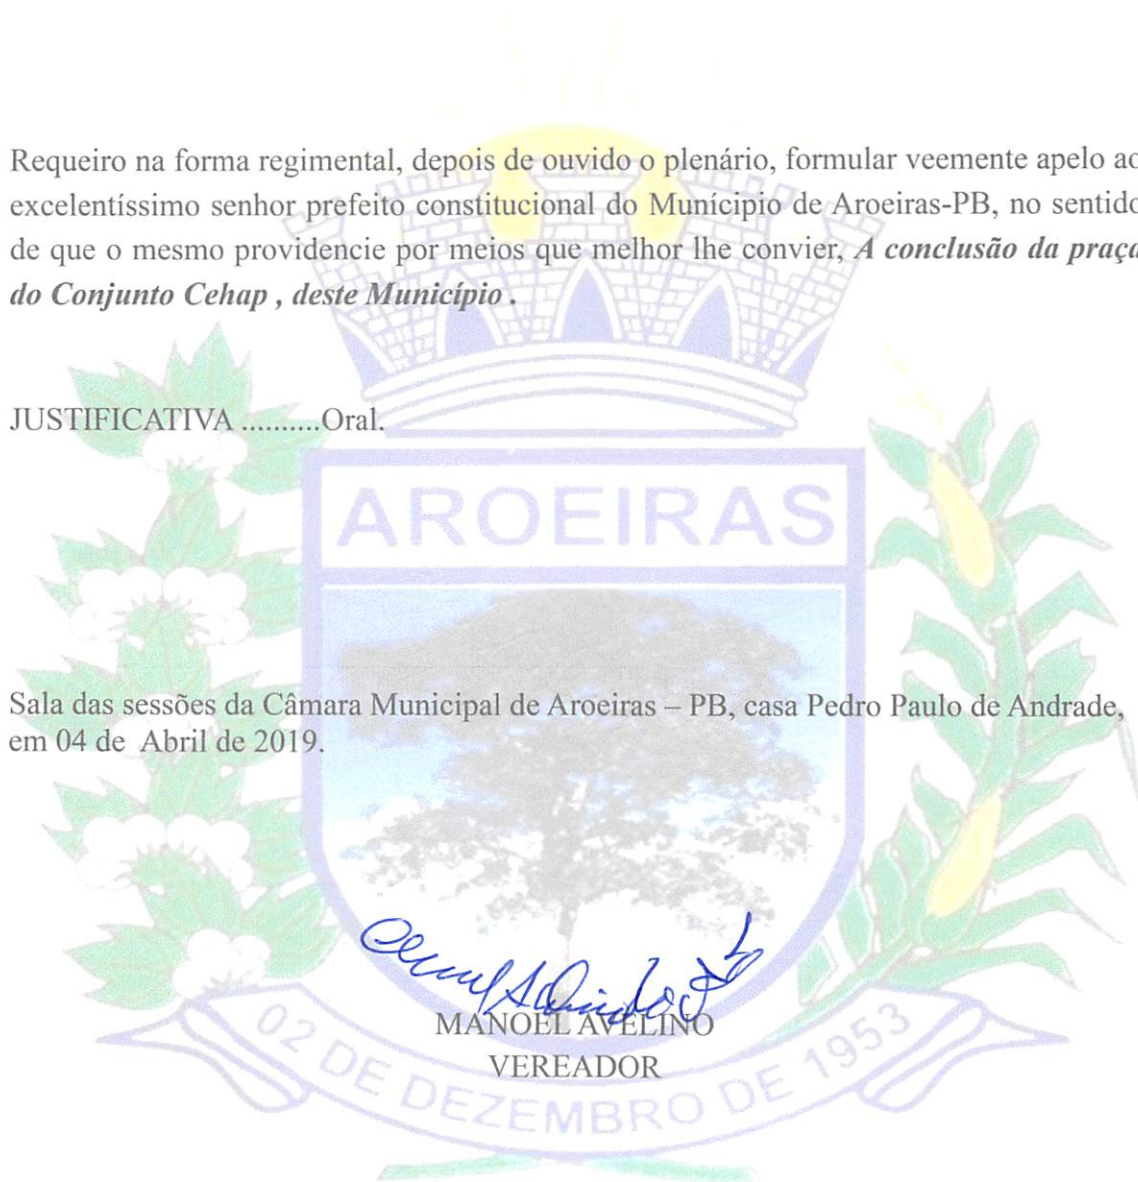 Requeiro na forma regimental, depois de ouvido o plenário, formular veemente apelo ao
excelentíssimo senhor prefeito constitucional do Munícipio de Aroeiras-PB, no sentido
de que o mesmo providencie por meios que melhor lhe convier, A conclusão da praça
do Conjunto Cehap , deste Município .
JUSTIFICATIVA ..........Oral.
AROEIRAS
Sala das sessões da Câmara Municipal de Aroeiras – PB, casa Pedro Paulo de Andrade,
em 04 de Abril de 2019.
MANOEL AVELINO
VEREADOR
02 DE DEZEMBRO DE 1953